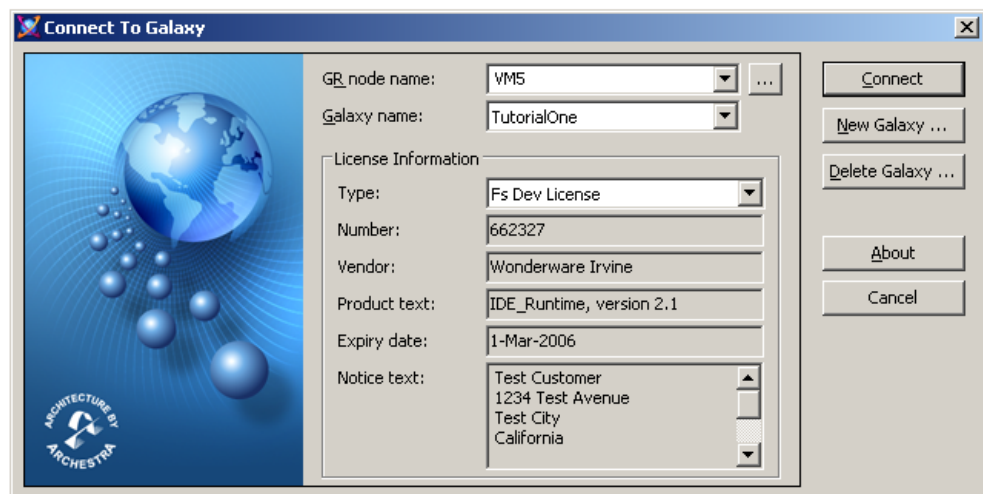 Connect To Galaxy
GR node name: VM5 ...
Galaxy name: TutorialOne
License Information
Type: Fs Dev License
Number: 662327
Vendor: Wonderware Irvine
Product text: IDE_Runtime, version 2.1
Expiry date: 1-Mar-2006
Notice text: Test Customer
1234 Test Avenue
Test City
California
Connect
New Galaxy ...
Delete Galaxy ...
About
Cancel
ARCHITECTURE BY
ARCHESTRA